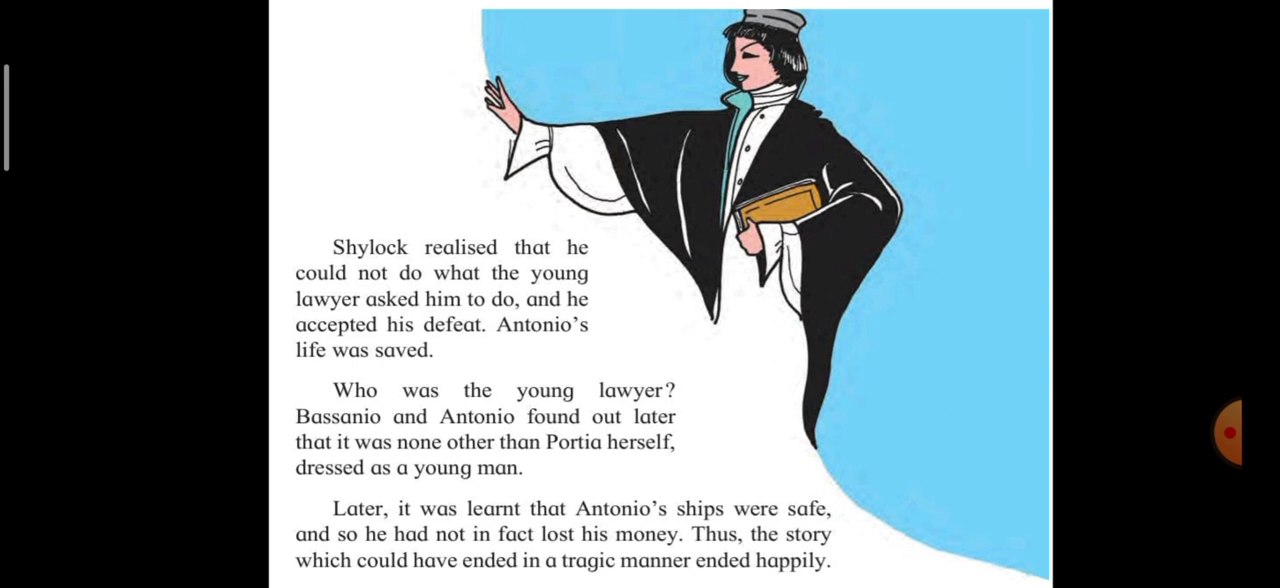 Shylock realised that he
could not do what the young
lawyer asked him to do, and he
accepted his defeat. Antonio’s
life was saved.
Who was the young lawyer?
Bassanio and Antonio found out later
that it was none other than Portia herself,
dressed as a young man.
Later, it was learnt that Antonio’s ships were safe,
and so he had not in fact lost his money. Thus, the story
which could have ended in a tragic manner ended happily.